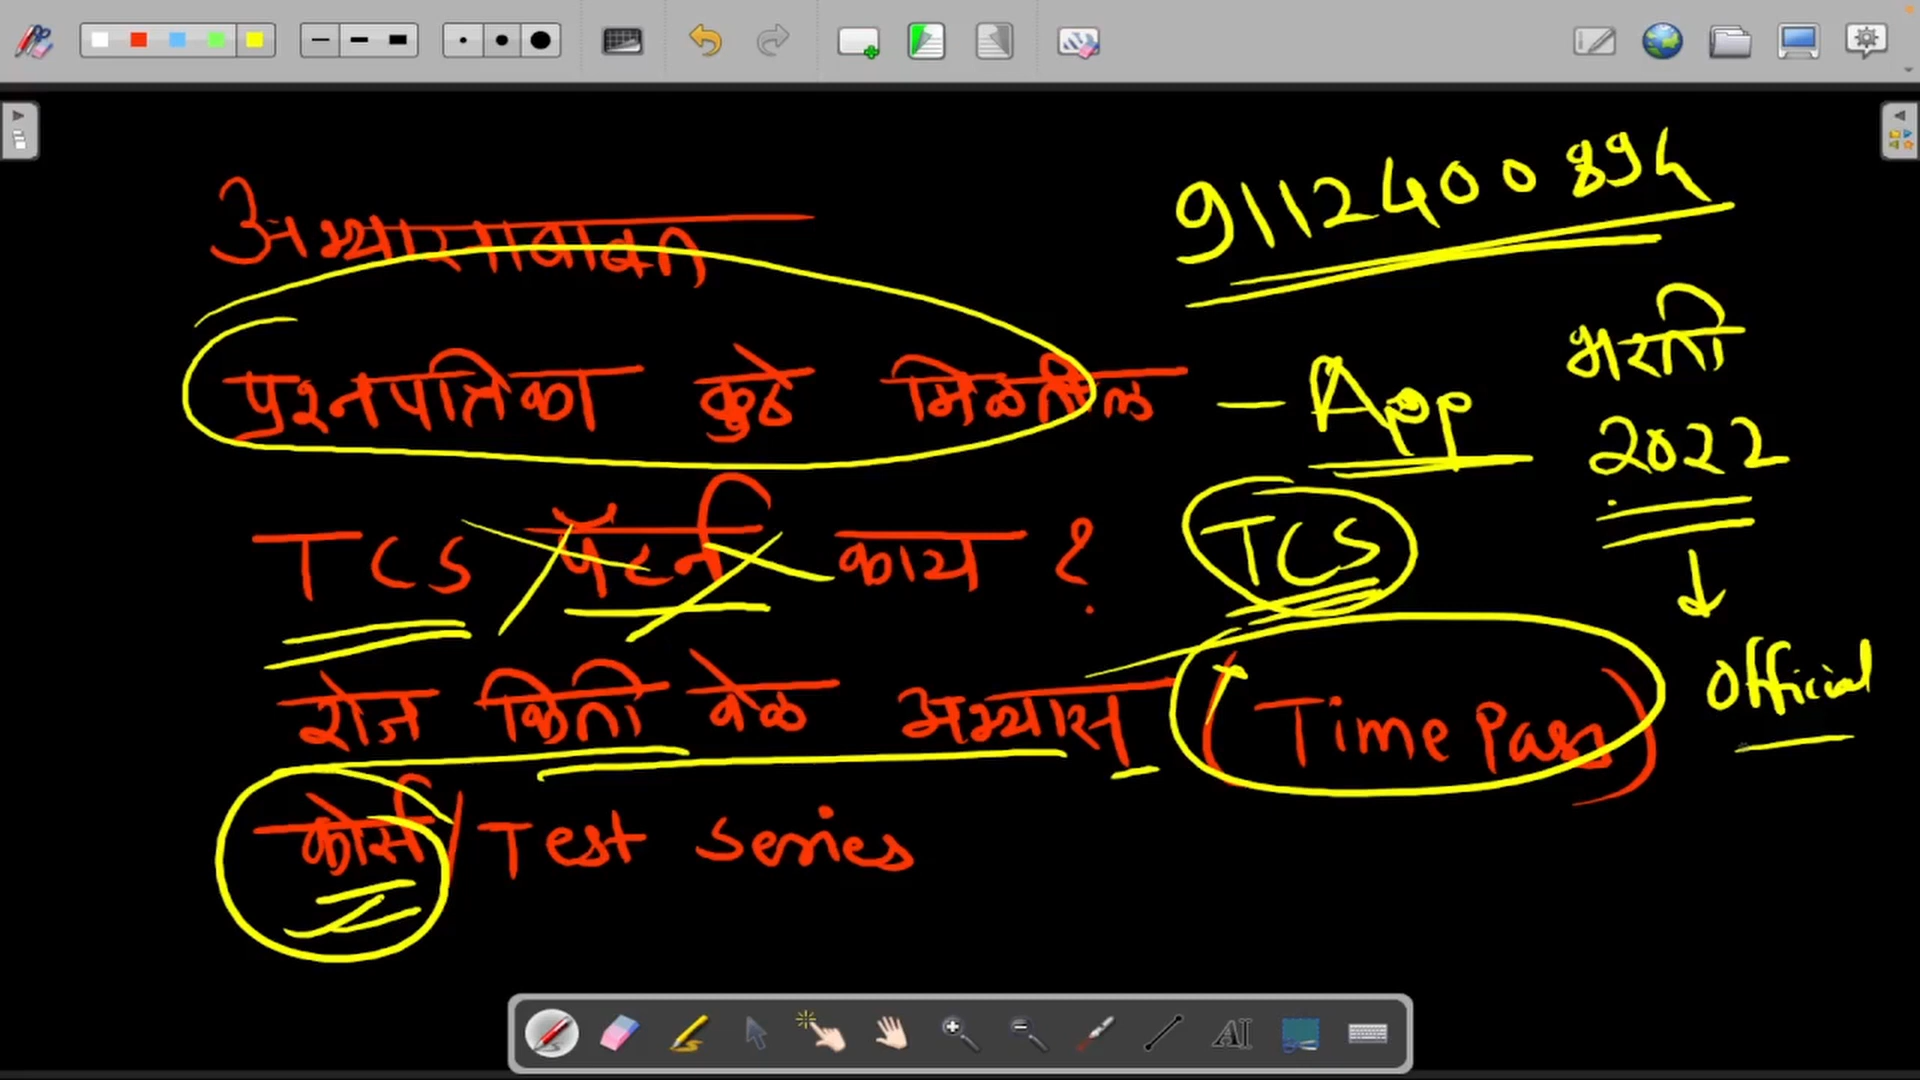 अभ्यासाबाबत
9112400894
प्रश्नपत्रिका कुठे मिळतील - App
भरती
2022
TCS पॅटर्न काय ?
TCS
Official
रोज किती वेळ अभ्यास (Time Pass)
कोर्स / Test Series